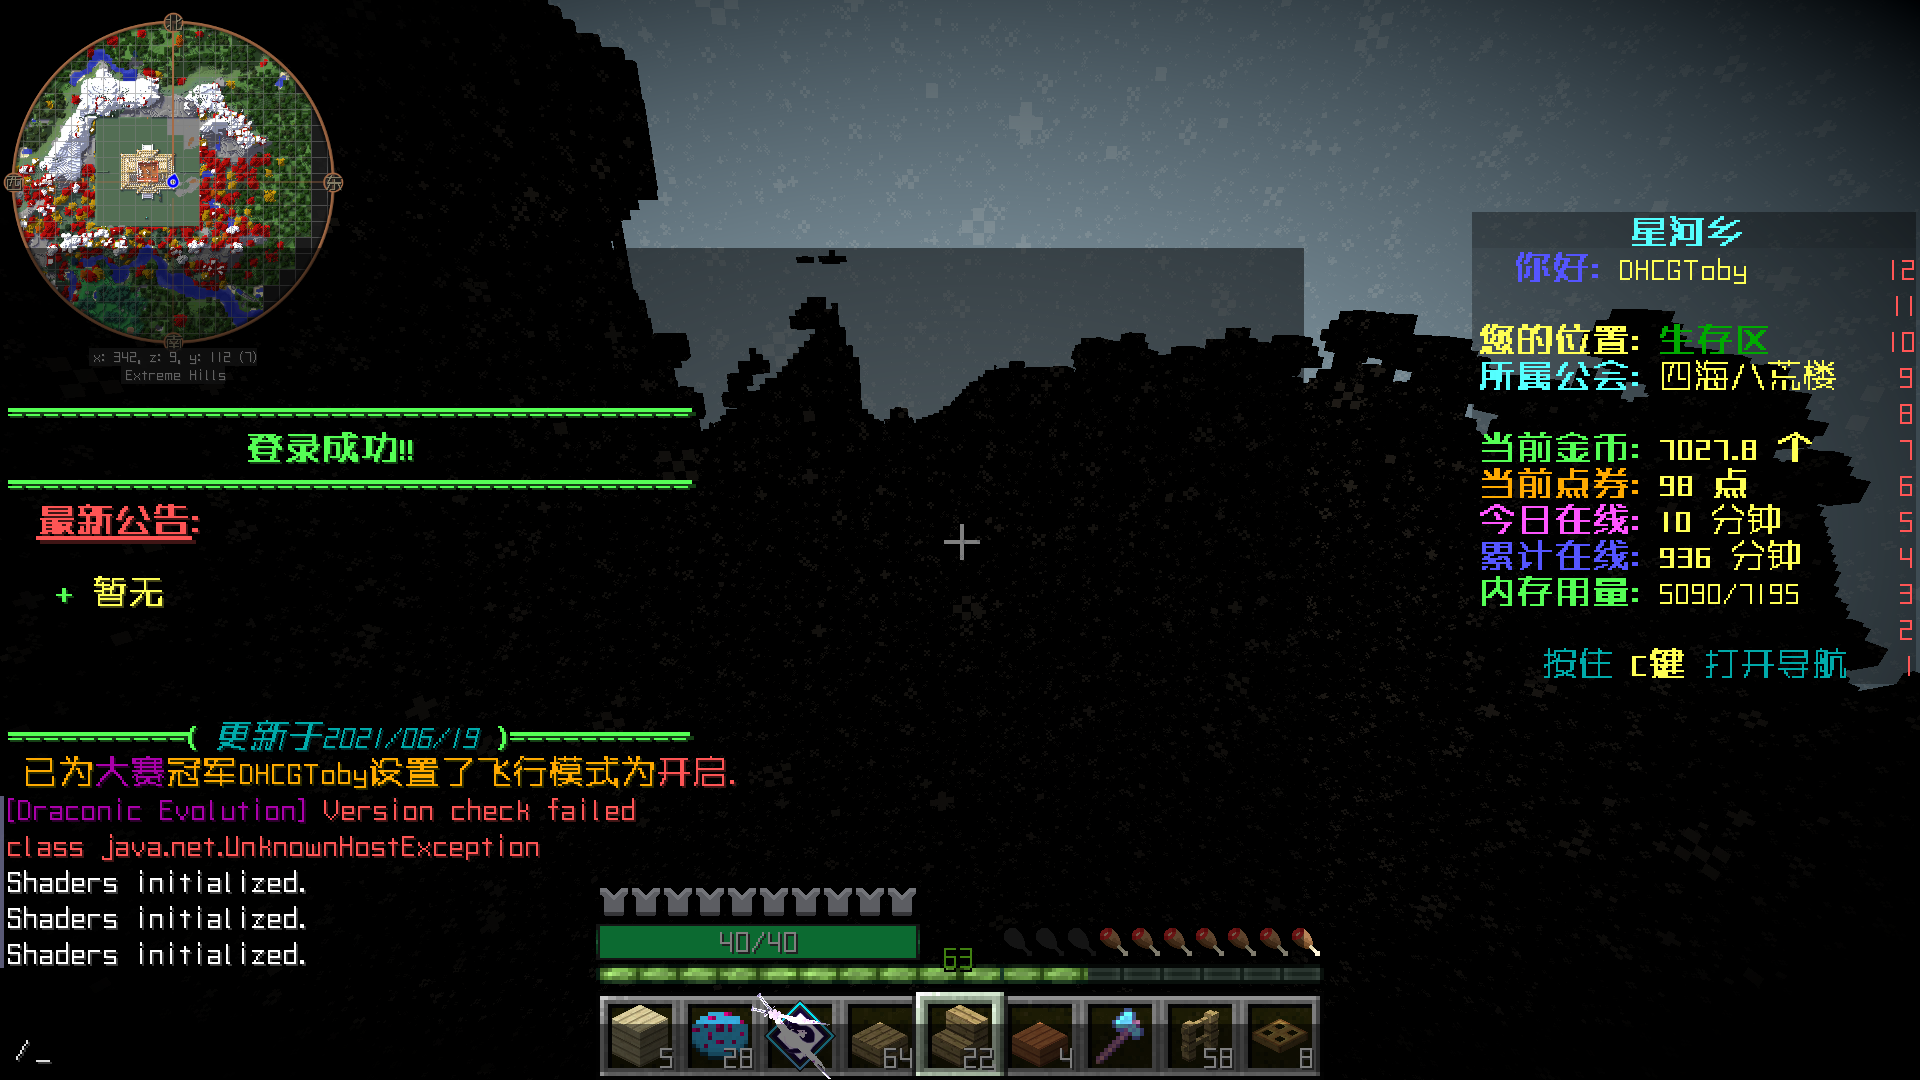 北
西
东
南
x: 342, z: 9, y: 112 (7)
Extreme Hills
登录成功!!
最新公告:
+ 暂无
( 更新于2021/06/19 )
已为大赛冠军DHCGToby设置了飞行模式为开启.
[Draconic Evolution] Version check failed
class java.net.UnknownHostException
Shaders initialized.
Shaders initialized.
Shaders initialized.
/_
星河乡
你好: DHCGToby 12
11
您的位置: 生存区 10
所属公会: 四海八荒楼 9
8
当前金币: 7027.8 个 7
当前点券: 98 点 6
今日在线: 10 分钟 5
累计在线: 936 分钟 4
内存用量: 5090/7195 3
2
按住 C键 打开导航 1
40/40
63
5 28 64 22 4 58 8